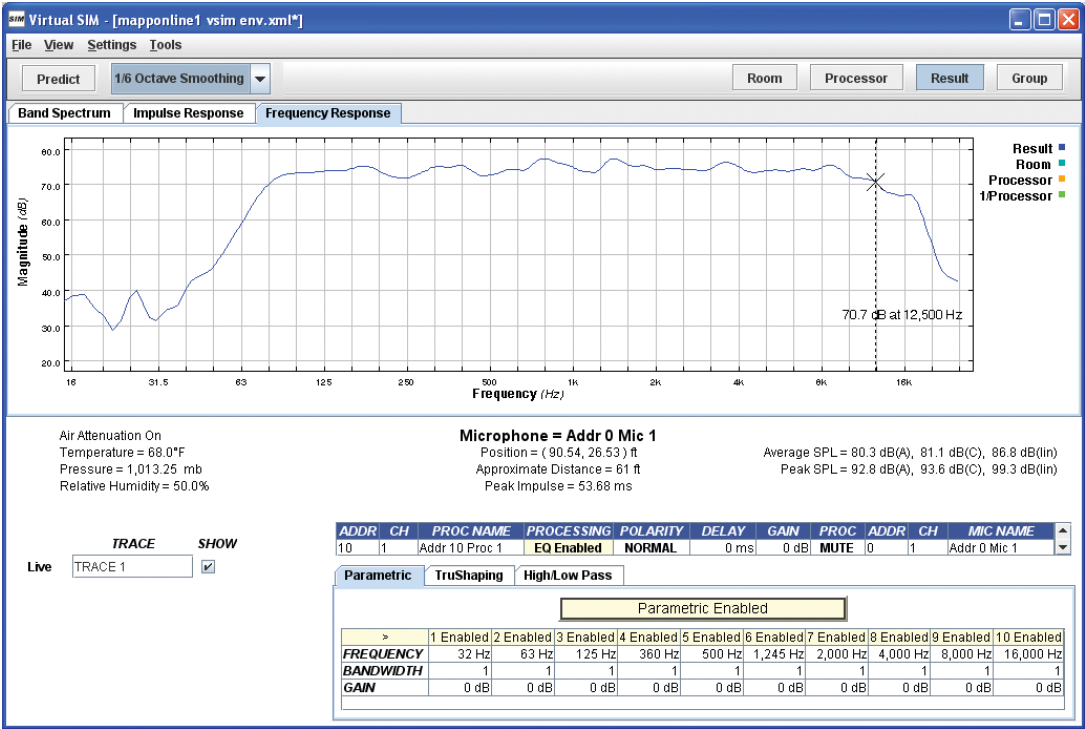 SIM Virtual SIM - [mapponline1 vsim env.xml*]
File View Settings Tools
Predict 1/6 Octave Smoothing Room Processor Result Group
Band Spectrum Impulse Response Frequency Response
Magnitude (dB)
80.0
70.0
60.0
50.0
40.0
30.0
20.0
Result
Room
Processor
1/Processor
70.7 dB at 12,500 Hz
16 31.5 63 125 250 500 1k 2k 4k 8k 16k
Frequency (Hz)
Air Attenuation On
Temperature = 68.0°F
Pressure = 1,013.25 mb
Relative Humidity = 50.0%
Microphone = Addr 0 Mic 1
Position = ( 90.54, 26.53 ) ft
Approximate Distance = 61 ft
Peak Impulse = 53.68 ms
Average SPL = 80.3 dB(A), 81.1 dB(C), 86.8 dB(lin)
Peak SPL = 92.8 dB(A), 93.6 dB(C), 99.3 dB(lin)
TRACE SHOW
Live TRACE 1
ADDR CH PROC NAME PROCESSING POLARITY DELAY GAIN PROC ADDR CH MIC NAME
10 1 Addr 10 Proc 1 EQ Enabled NORMAL 0 ms 0 dB MUTE 0 1 Addr 0 Mic 1
Parametric TruShaping High/Low Pass
Parametric Enabled
> 1 Enabled 2 Enabled 3 Enabled 4 Enabled 5 Enabled 6 Enabled 7 Enabled 8 Enabled 9 Enabled 10 Enabled
FREQUENCY 32 Hz 63 Hz 125 Hz 360 Hz 500 Hz 1,245 Hz 2,000 Hz 4,000 Hz 8,000 Hz 16,000 Hz
BANDWIDTH 1 1 1 1 1 1 1 1 1 1
GAIN 0 dB 0 dB 0 dB 0 dB 0 dB 0 dB 0 dB 0 dB 0 dB 0 dB